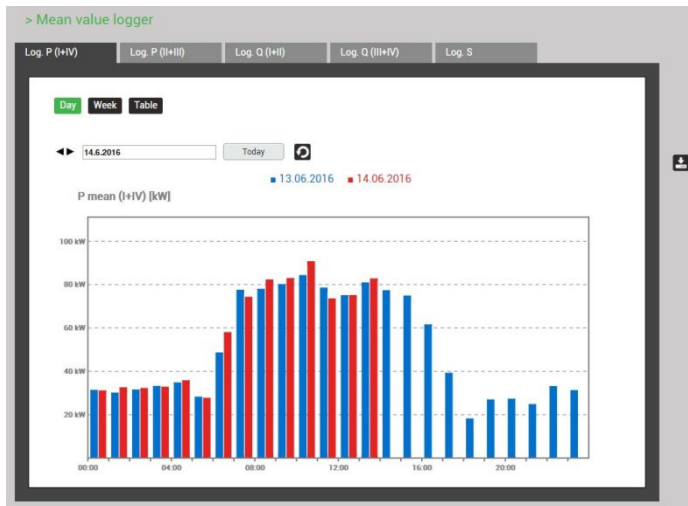 > Mean value logger
Log. P (I+IV) Log. P (II+III) Log. Q (I+II) Log. Q (III+IV) Log. S
Day Week Table
14.6.2016 Today
13.06.2016 14.06.2016
P mean (I+IV) [kW]
100 kW
80 kW
60 kW
40 kW
20 kW
00:00 04:00 08:00 12:00 16:00 20:00